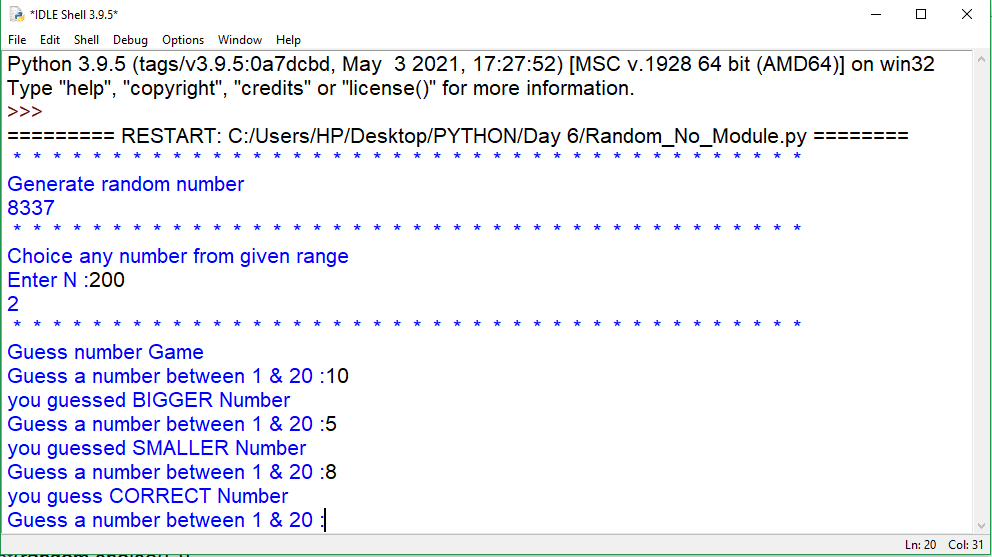 *IDLE Shell 3.9.5*
File Edit Shell Debug Options Window Help
Python 3.9.5 (tags/v3.9.5:0a7dcbd, May  3 2021, 17:27:52) [MSC v.1928 64 bit (AMD64)] on win32
Type "help", "copyright", "credits" or "license()" for more information.
>>>
========= RESTART: C:/Users/HP/Desktop/PYTHON/Day 6/Random_No_Module.py ========
* * * * * * * * * * * * * * * * * * * * * * * * * * * * * * * * * * * * * * * *
Generate random number
8337
* * * * * * * * * * * * * * * * * * * * * * * * * * * * * * * * * * * * * * * *
Choice any number from given range
Enter N :200
2
* * * * * * * * * * * * * * * * * * * * * * * * * * * * * * * * * * * * * * * *
Guess number Game
Guess a number between 1 & 20 :10
you guessed BIGGER Number
Guess a number between 1 & 20 :5
you guessed SMALLER Number
Guess a number between 1 & 20 :8
you guess CORRECT Number
Guess a number between 1 & 20 :
Ln: 20 Col: 31